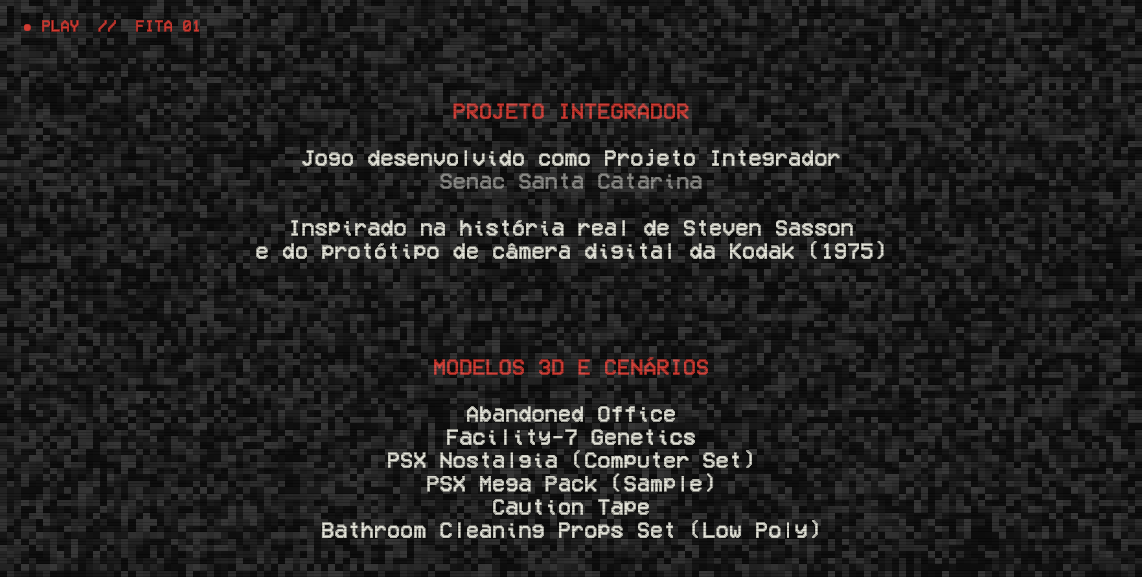 ● PLAY // FITA 01
PROJETO INTEGRADOR
Jogo desenvolvido como Projeto Integrador
Senac Santa Catarina
Inspirado na história real de Steven Sasson
e do protótipo de câmera digital da Kodak (1975)
MODELOS 3D E CENÁRIOS
Abandoned Office
Facility-7 Genetics
PSX Nostalgia (Computer Set)
PSX Mega Pack (Sample)
Caution Tape
Bathroom Cleaning Props Set (Low Poly)